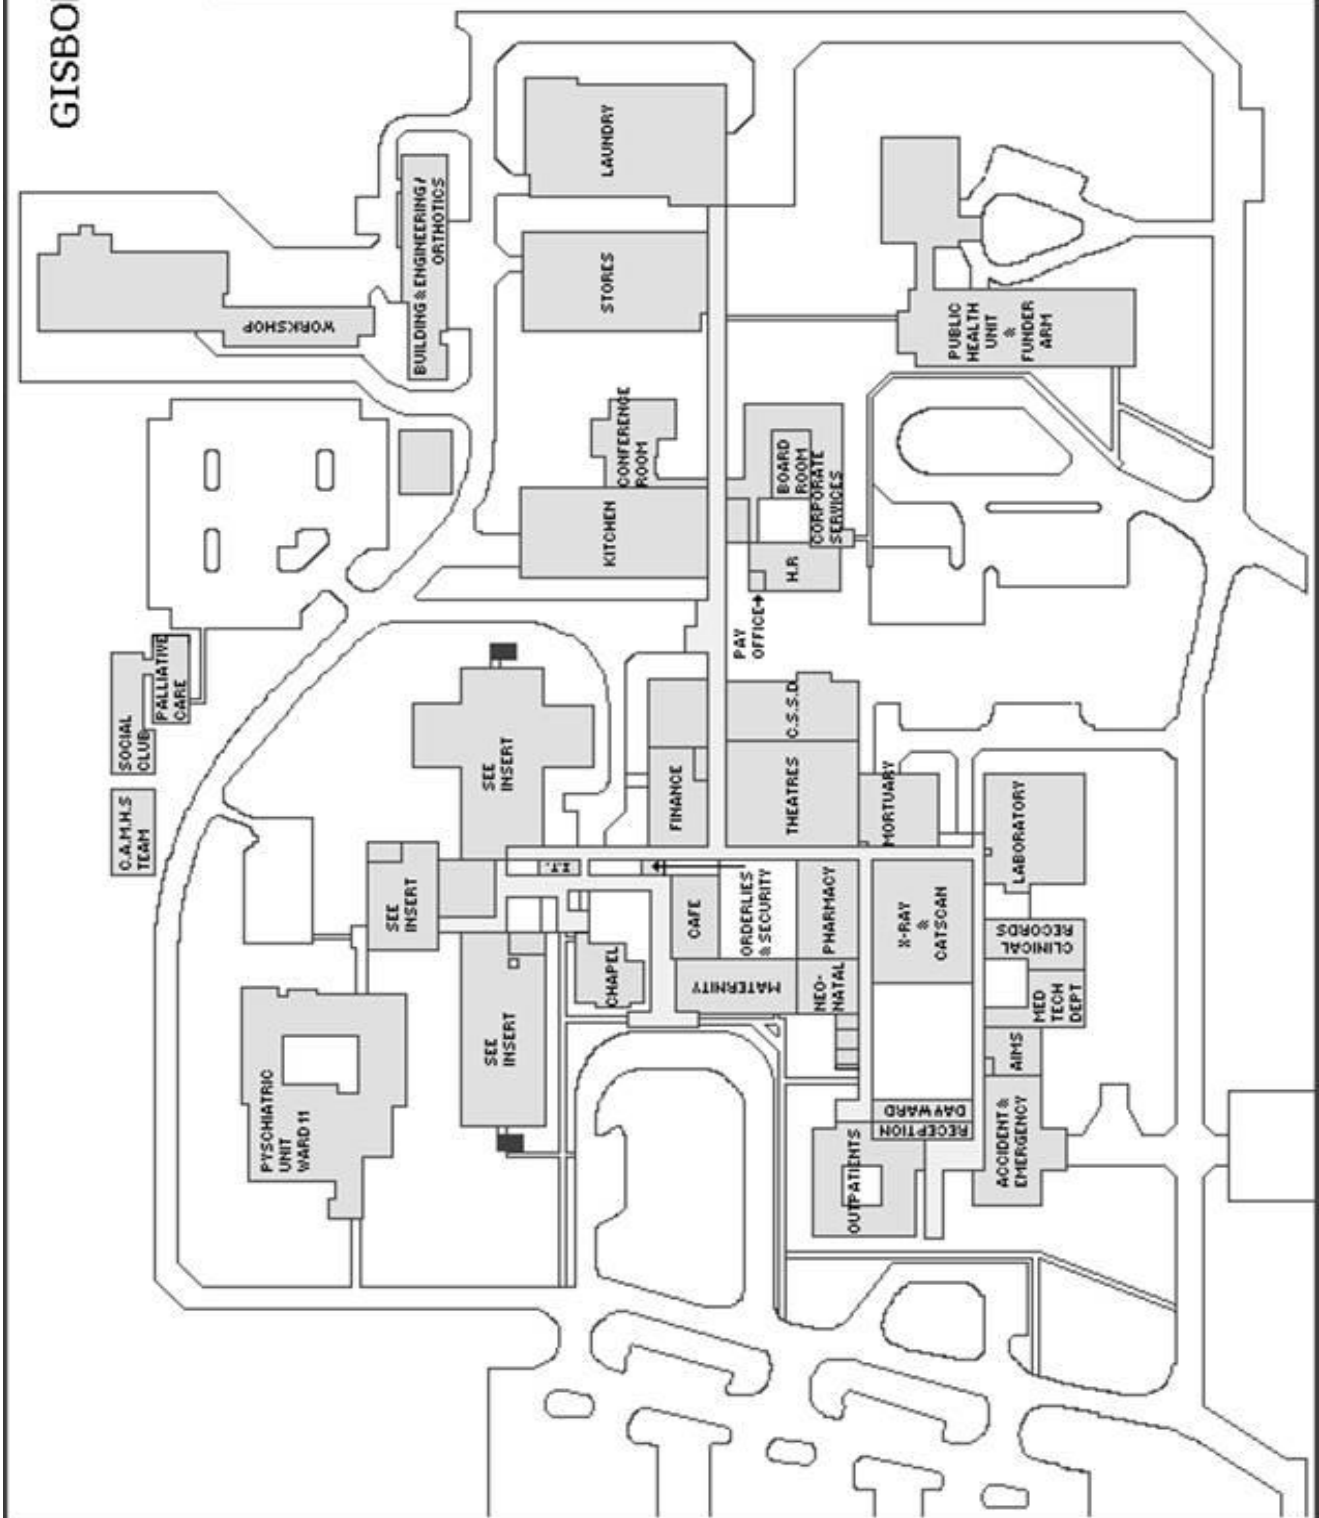 GISBO
WORKSHOP
BUILDING & ENGINEERING/
ORTHOTICS
LAUNDRY
STORES
CONFERENCE
ROOM
KITCHEN
PUBLIC
HEALTH
UNIT
&
FUNDER
ARM
BOARD
ROOM
CORPORATE
SERVICES
H.R
PAY
OFFICE
SOCIAL
CLUB
PALLIATIVE
CARE
C.A.M.H.S
TEAM
SEE
INSERT
FINANCE
C.S.S.D.
THEATRES
MORTUARY
LABORATORY
SEE
INSERT
I.T.
CAFE
ORDERLIES
& SECURITY
PHARMACY
X-RAY
&
CATSCAN
CLINICAL
RECORDS
CHAPEL
MATERNITY
NEO-
NATAL
MED
TECH
DEPT
SEE
INSERT
AIMS
PYSCHIATRIC
UNIT
WARD 11
DAYWARD
RECEPTION
OUTPATIENTS
ACCIDENT &
EMERGENCY